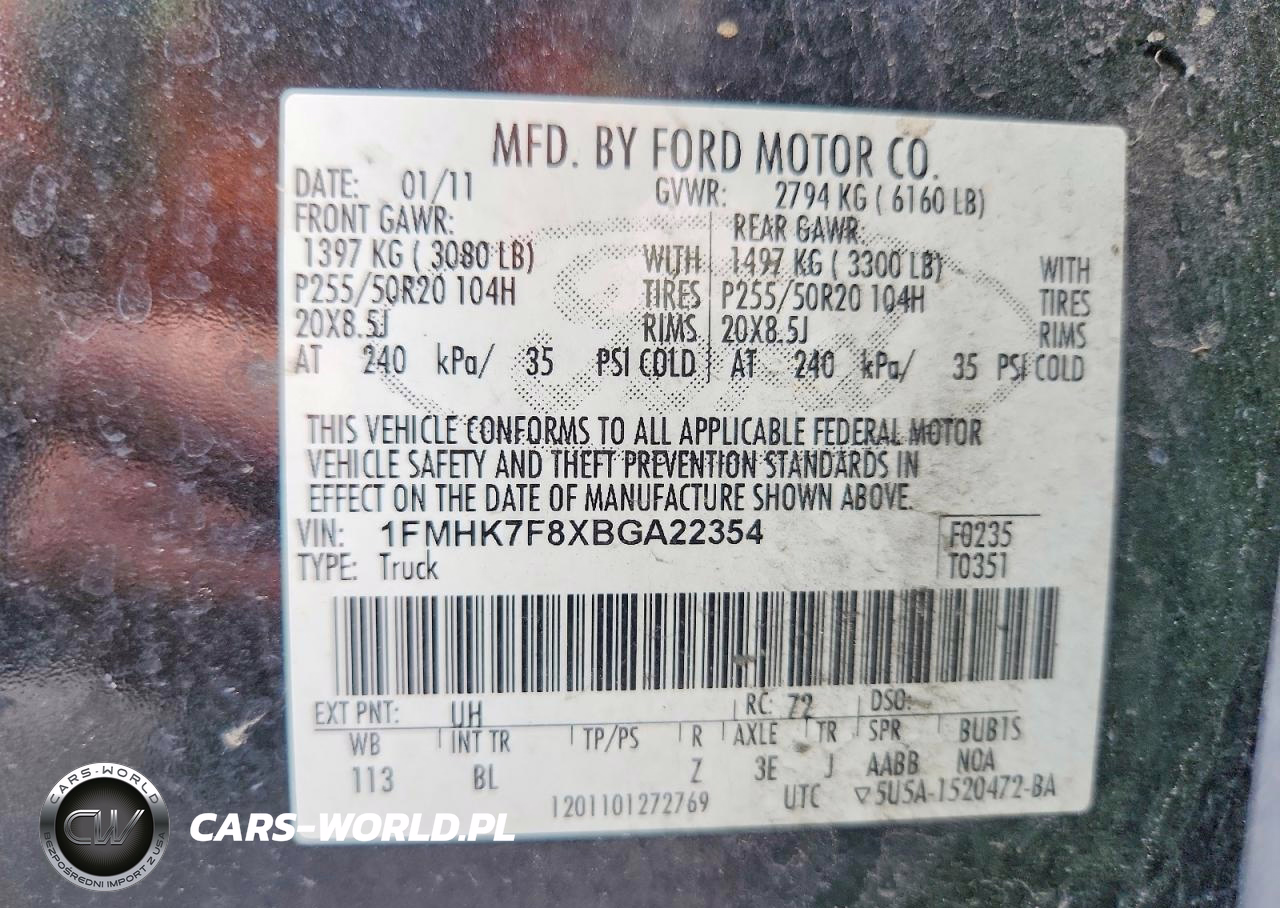 MFD. BY FORD MOTOR CO.
DATE: 01/11 GVWR: 2794 KG ( 6160 LB)
FRONT GAWR: REAR GAWR:
1397 KG ( 3080 LB) WITH 1497 KG ( 3300 LB) WITH
P255/50R20 104H TIRES P255/50R20 104H TIRES
20X8.5J RIMS 20X8.5J RIMS
AT 240 kPa/ 35 PSI COLD AT 240 kPa/ 35 PSI COLD
THIS VEHICLE CONFORMS TO ALL APPLICABLE FEDERAL MOTOR
VEHICLE SAFETY AND THEFT PREVENTION STANDARDS IN
EFFECT ON THE DATE OF MANUFACTURE SHOWN ABOVE.
VIN: 1FMHK7F8XBGA22354 F0235
TYPE: Truck T0351
EXT PNT: UH RC: 72 DSO:
WB INT TR TP/PS R AXLE TR SPR BUBIS
113 BL Z 3E J AABB NOA
1201101272769 UTC ▽5U5A-1520472-BA
CARS-WORLD
CW
BEZPOŚREDNI IMPORT Z USA
CARS-WORLD.PL